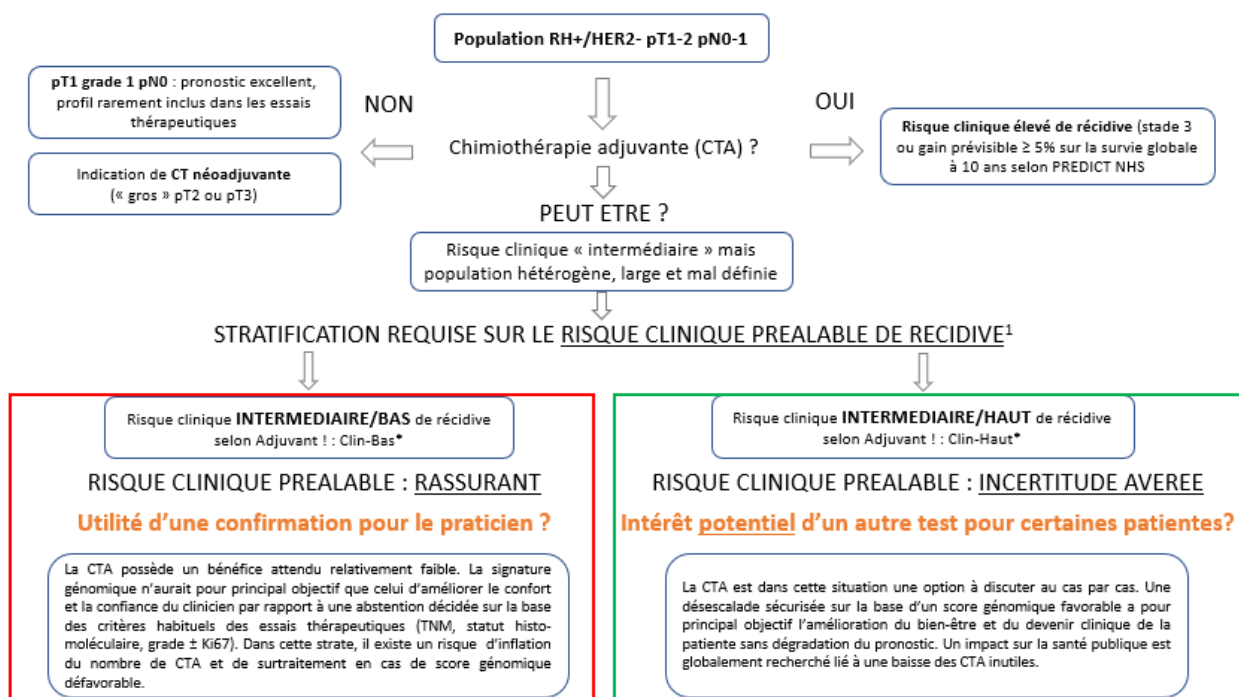 Population RH+/HER2- pT1-2 pN0-1
pT1 grade 1 pN0 : pronostic excellent,
profil rarement inclus dans les essais
thérapeutiques
NON
OUI
Indication de CT néoadjuvante
(« gros » pT2 ou pT3)
Chimiothérapie adjuvante (CTA) ?
Risque clinique élevé de récidive (stade 3
ou gain prévisible ≥ 5% sur la survie globale
à 10 ans selon PREDICT NHS
PEUT ETRE ?
Risque clinique « intermédiaire » mais
population hétérogène, large et mal définie
STRATIFICATION REQUISE SUR LE RISQUE CLINIQUE PREALABLE DE RECIDIVE¹
Risque clinique INTERMEDIAIRE/BAS de récidive
selon Adjuvant ! : Clin-Bas*
RISQUE CLINIQUE PREALABLE : RASSURANT
Utilité d'une confirmation pour le praticien ?
La CTA possède un bénéfice attendu relativement faible. La signature
génomique n'aurait pour principal objectif que celui d'améliorer le confort
et la confiance du clinicien par rapport à une abstention décidée sur la base
des critères habituels des essais thérapeutiques (TNM, statut histo-
moléculaire, grade ± Ki67). Dans cette strate, il existe un risque d'inflation
du nombre de CTA et de surtraitement en cas de score génomique
défavorable.
Risque clinique INTERMEDIAIRE/HAUT de récidive
selon Adjuvant ! : Clin-Haut*
RISQUE CLINIQUE PREALABLE : INCERTITUDE AVEREE
Intérêt potentiel d'un autre test pour certaines patientes?
La CTA est dans cette situation une option à discuter au cas par cas. Une
désescalade sécurisée sur la base d'un score génomique favorable a pour
principal objectif l'amélioration du bien-être et du devenir clinique de la
patiente sans dégradation du pronostic. Un impact sur la santé publique est
globalement recherché lié à une baisse des CTA inutiles.